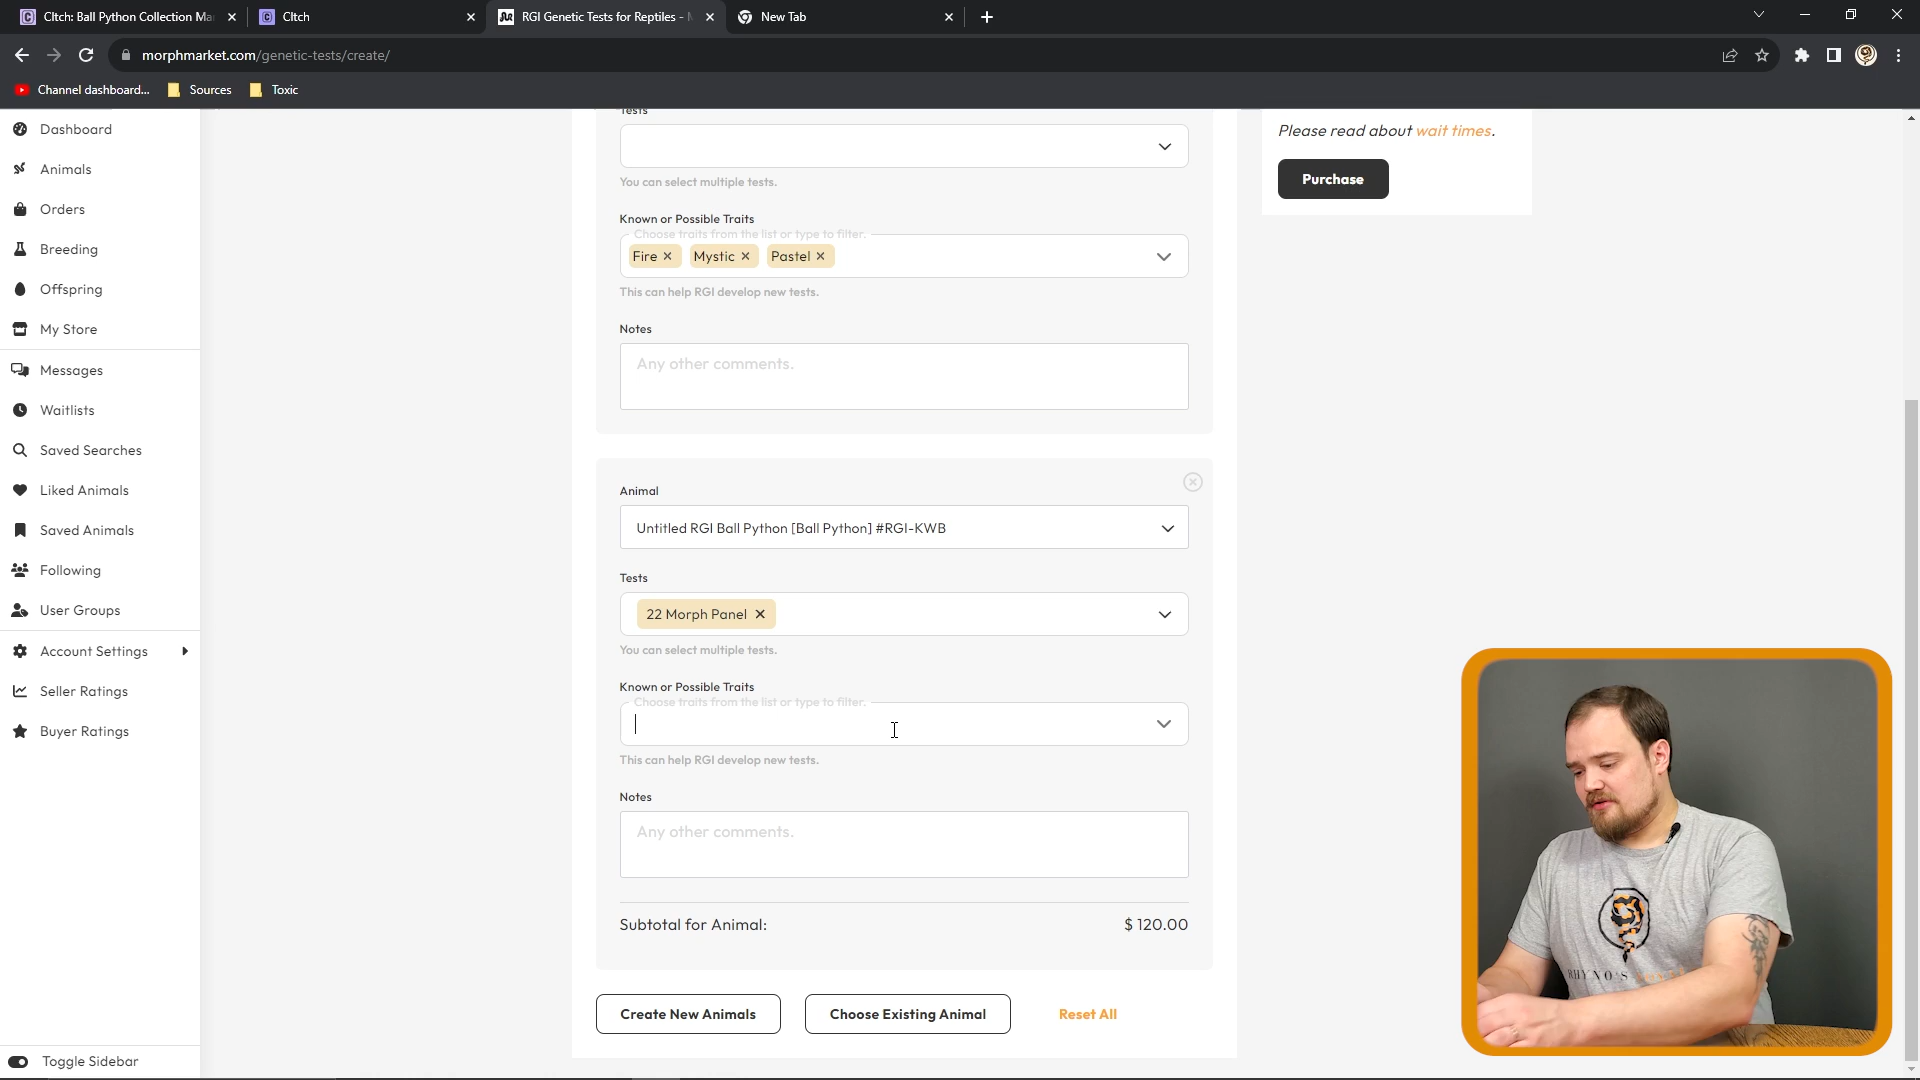 Cltch: Ball Python Collection Ma
Cltch
RGI Genetic Tests for Reptiles -
New Tab
morphmarket.com/genetic-tests/create/
Channel dashboard...
Sources
Toxic
Dashboard
Animals
Orders
Breeding
Offspring
My Store
Messages
Waitlists
Saved Searches
Liked Animals
Saved Animals
Following
User Groups
Account Settings
Seller Ratings
Buyer Ratings
Toggle Sidebar
Tests
You can select multiple tests.
Known or Possible Traits
Choose traits from the list or type to filter.
Fire × Mystic × Pastel ×
This can help RGI develop new tests.
Notes
Any other comments.
Animal
Untitled RGI Ball Python [Ball Python] #RGI-KWB
Tests
22 Morph Panel ×
You can select multiple tests.
Known or Possible Traits
Choose traits from the list or type to filter.
This can help RGI develop new tests.
Notes
Any other comments.
Subtotal for Animal: $ 120.00
Create New Animals
Choose Existing Animal
Reset All
Please read about wait times.
Purchase
RHYNO'S